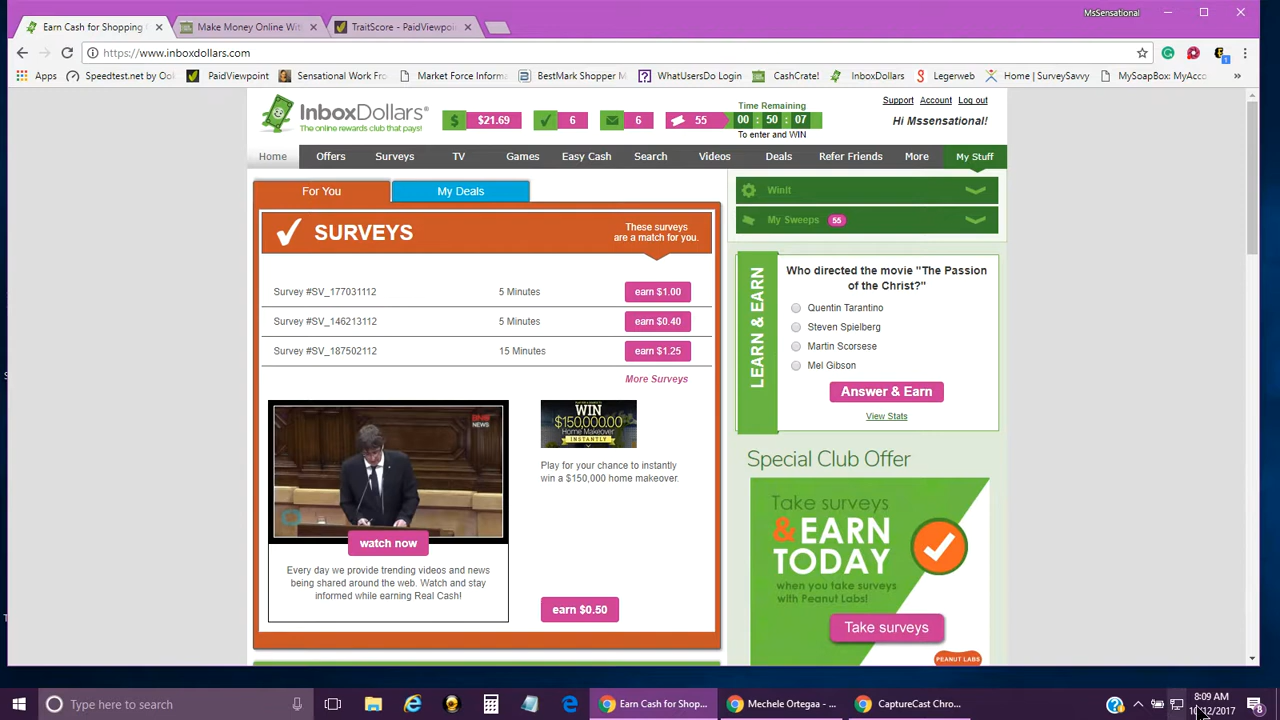 MsSensational
Earn Cash for Shopping
Make Money Online Wit
TraitScore - PaidViewpoin
https://www.inboxdollars.com
Apps
Speedtest.net by Ook
PaidViewpoint
Sensational Work Fro
Market Force Informa
BestMark Shopper M
WhatUsersDo Login
CashCrate!
InboxDollars
Legerweb
Home | SurveySavvy
MySoapBox: MyAcco
»
InboxDollars®
The online rewards club that pays!
$21.69
6
6
55
Time Remaining
00 : 50 : 07
To enter and WIN
Support Account Log out
Hi Mssensational!
Home Offers Surveys TV Games Easy Cash Search Videos Deals Refer Friends More My Stuff
For You My Deals
SURVEYS
These surveys
are a match for you.
Survey #SV_177031112 5 Minutes earn $1.00
Survey #SV_146213112 5 Minutes earn $0.40
Survey #SV_187502112 15 Minutes earn $1.25
More Surveys
NEWS
watch now
Every day we provide trending videos and news
being shared around the web. Watch and stay
informed while earning Real Cash!
WIN
$150,000.00
Home Makeover
INSTANTLY
Play for your chance to instantly
win a $150,000 home makeover.
earn $0.50
WinIt
My Sweeps 55
LEARN & EARN
Who directed the movie "The Passion
of the Christ?"
Quentin Tarantino
Steven Spielberg
Martin Scorsese
Mel Gibson
Answer & Earn
View Stats
Special Club Offer
Take surveys
& EARN
TODAY
when you take surveys
with Peanut Labs!
Take surveys
PEANUT LABS
Type here to search
Earn Cash for Shop...
Mechele Ortegaa - ...
CaptureCast Chro...
8:09 AM
8